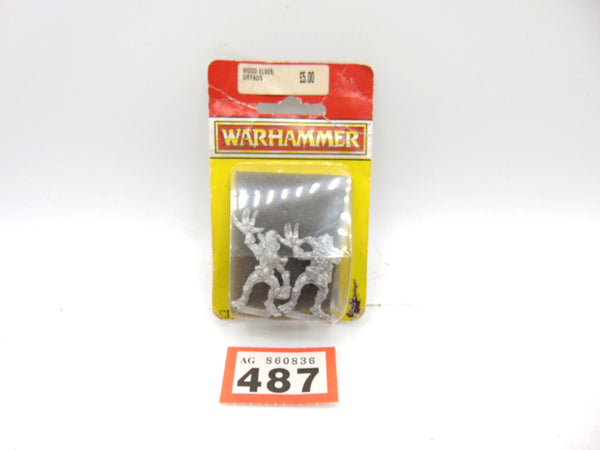 WOOD ELVES
DRYADS
£5.00
WARHAMMER
AG 860836
487